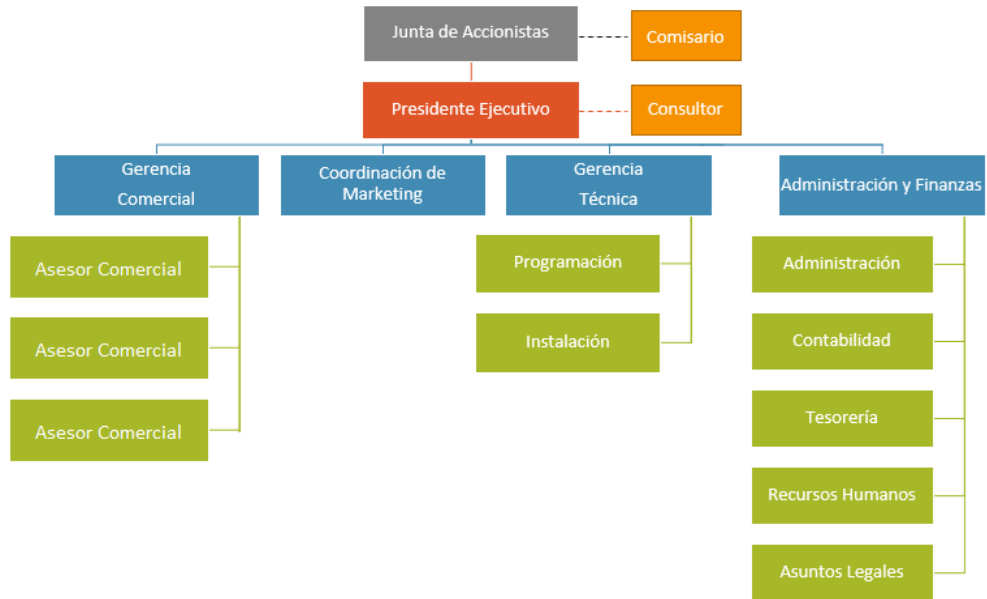 Junta de Accionistas
Comisario
Presidente Ejecutivo
Consultor
Gerencia
Comercial
Coordinación de
Marketing
Gerencia
Técnica
Administración y Finanzas
Asesor Comercial
Asesor Comercial
Asesor Comercial
Programación
Instalación
Administración
Contabilidad
Tesorería
Recursos Humanos
Asuntos Legales